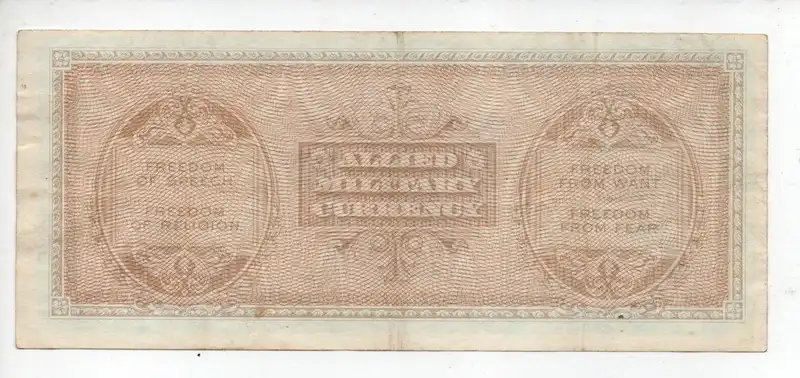 FREEDOM
OF SPEECH
FREEDOM
OF RELIGION
ALLIED
MILITARY
CURRENCY
FREEDOM
FROM WANT
FREEDOM
FROM FEAR